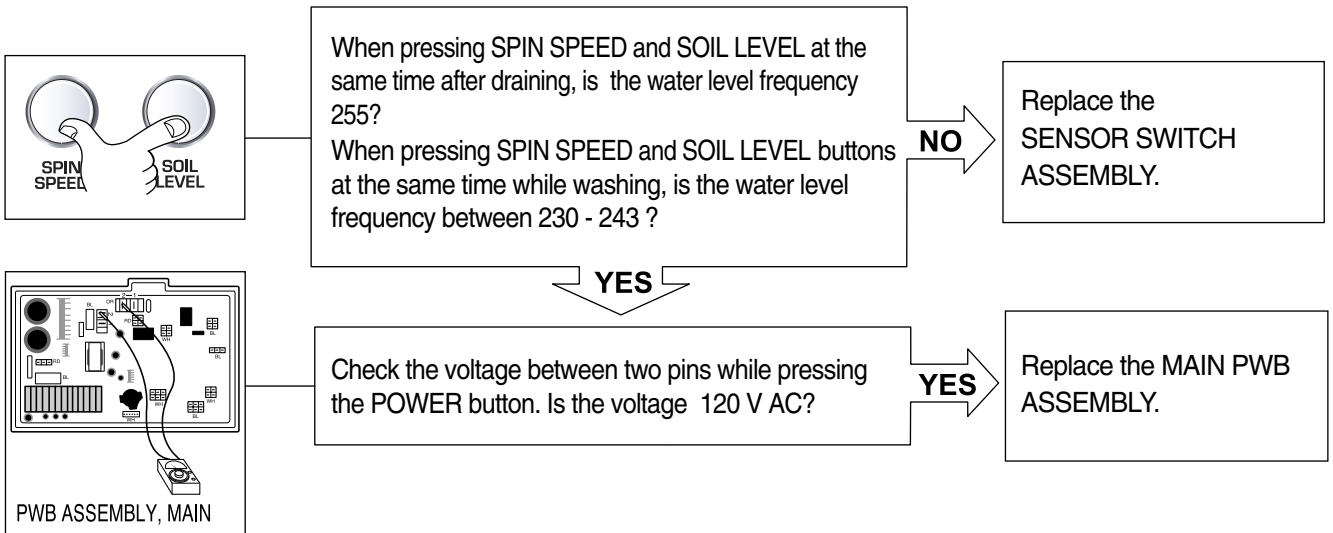 When pressing SPIN SPEED and SOIL LEVEL at the
same time after draining, is the water level frequency
255?
When pressing SPIN SPEED and SOIL LEVEL buttons
at the same time while washing, is the water level
frequency between 230 - 243 ?
NO
Replace the
SENSOR SWITCH
ASSEMBLY.
SPIN
SPEED
SOIL
LEVEL
YES
Check the voltage between two pins while pressing
the POWER button. Is the voltage 120 V AC?
YES
Replace the MAIN PWB
ASSEMBLY.
PWB ASSEMBLY, MAIN